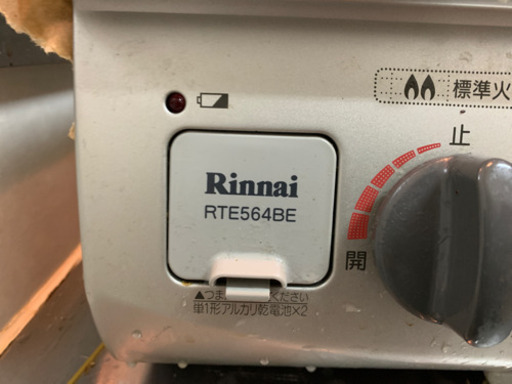 標準火
止
Rinnai
RTE564BE
開
▲つま ください
単1形アルカリ乾電池×2